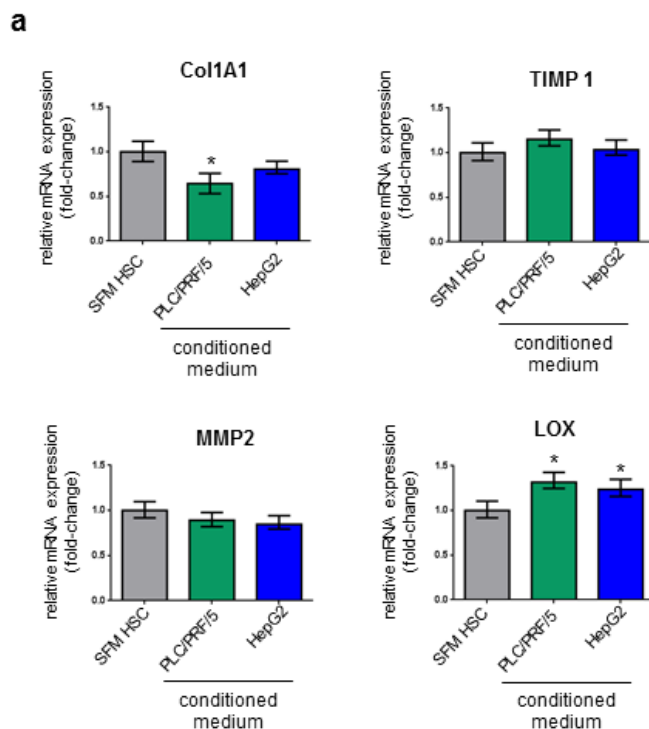 a
Col1A1
relative mRNA expression
(fold-change)
1.5
1.0
0.5
0.0
*
SFM HSC
PLC/PRF/5
HepG2
conditioned
medium
TIMP 1
relative mRNA expression
(fold-change)
1.5
1.0
0.5
0.0
SFM HSC
PLC/PRF/5
HepG2
conditioned
medium
MMP2
relative mRNA expression
(fold-change)
1.5
1.0
0.5
0.0
SFM HSC
PLC/PRF/5
HepG2
conditioned
medium
LOX
relative mRNA expression
(fold-change)
1.5
1.0
0.5
0.0
*
*
SFM HSC
PLC/PRF/5
HepG2
conditioned
medium